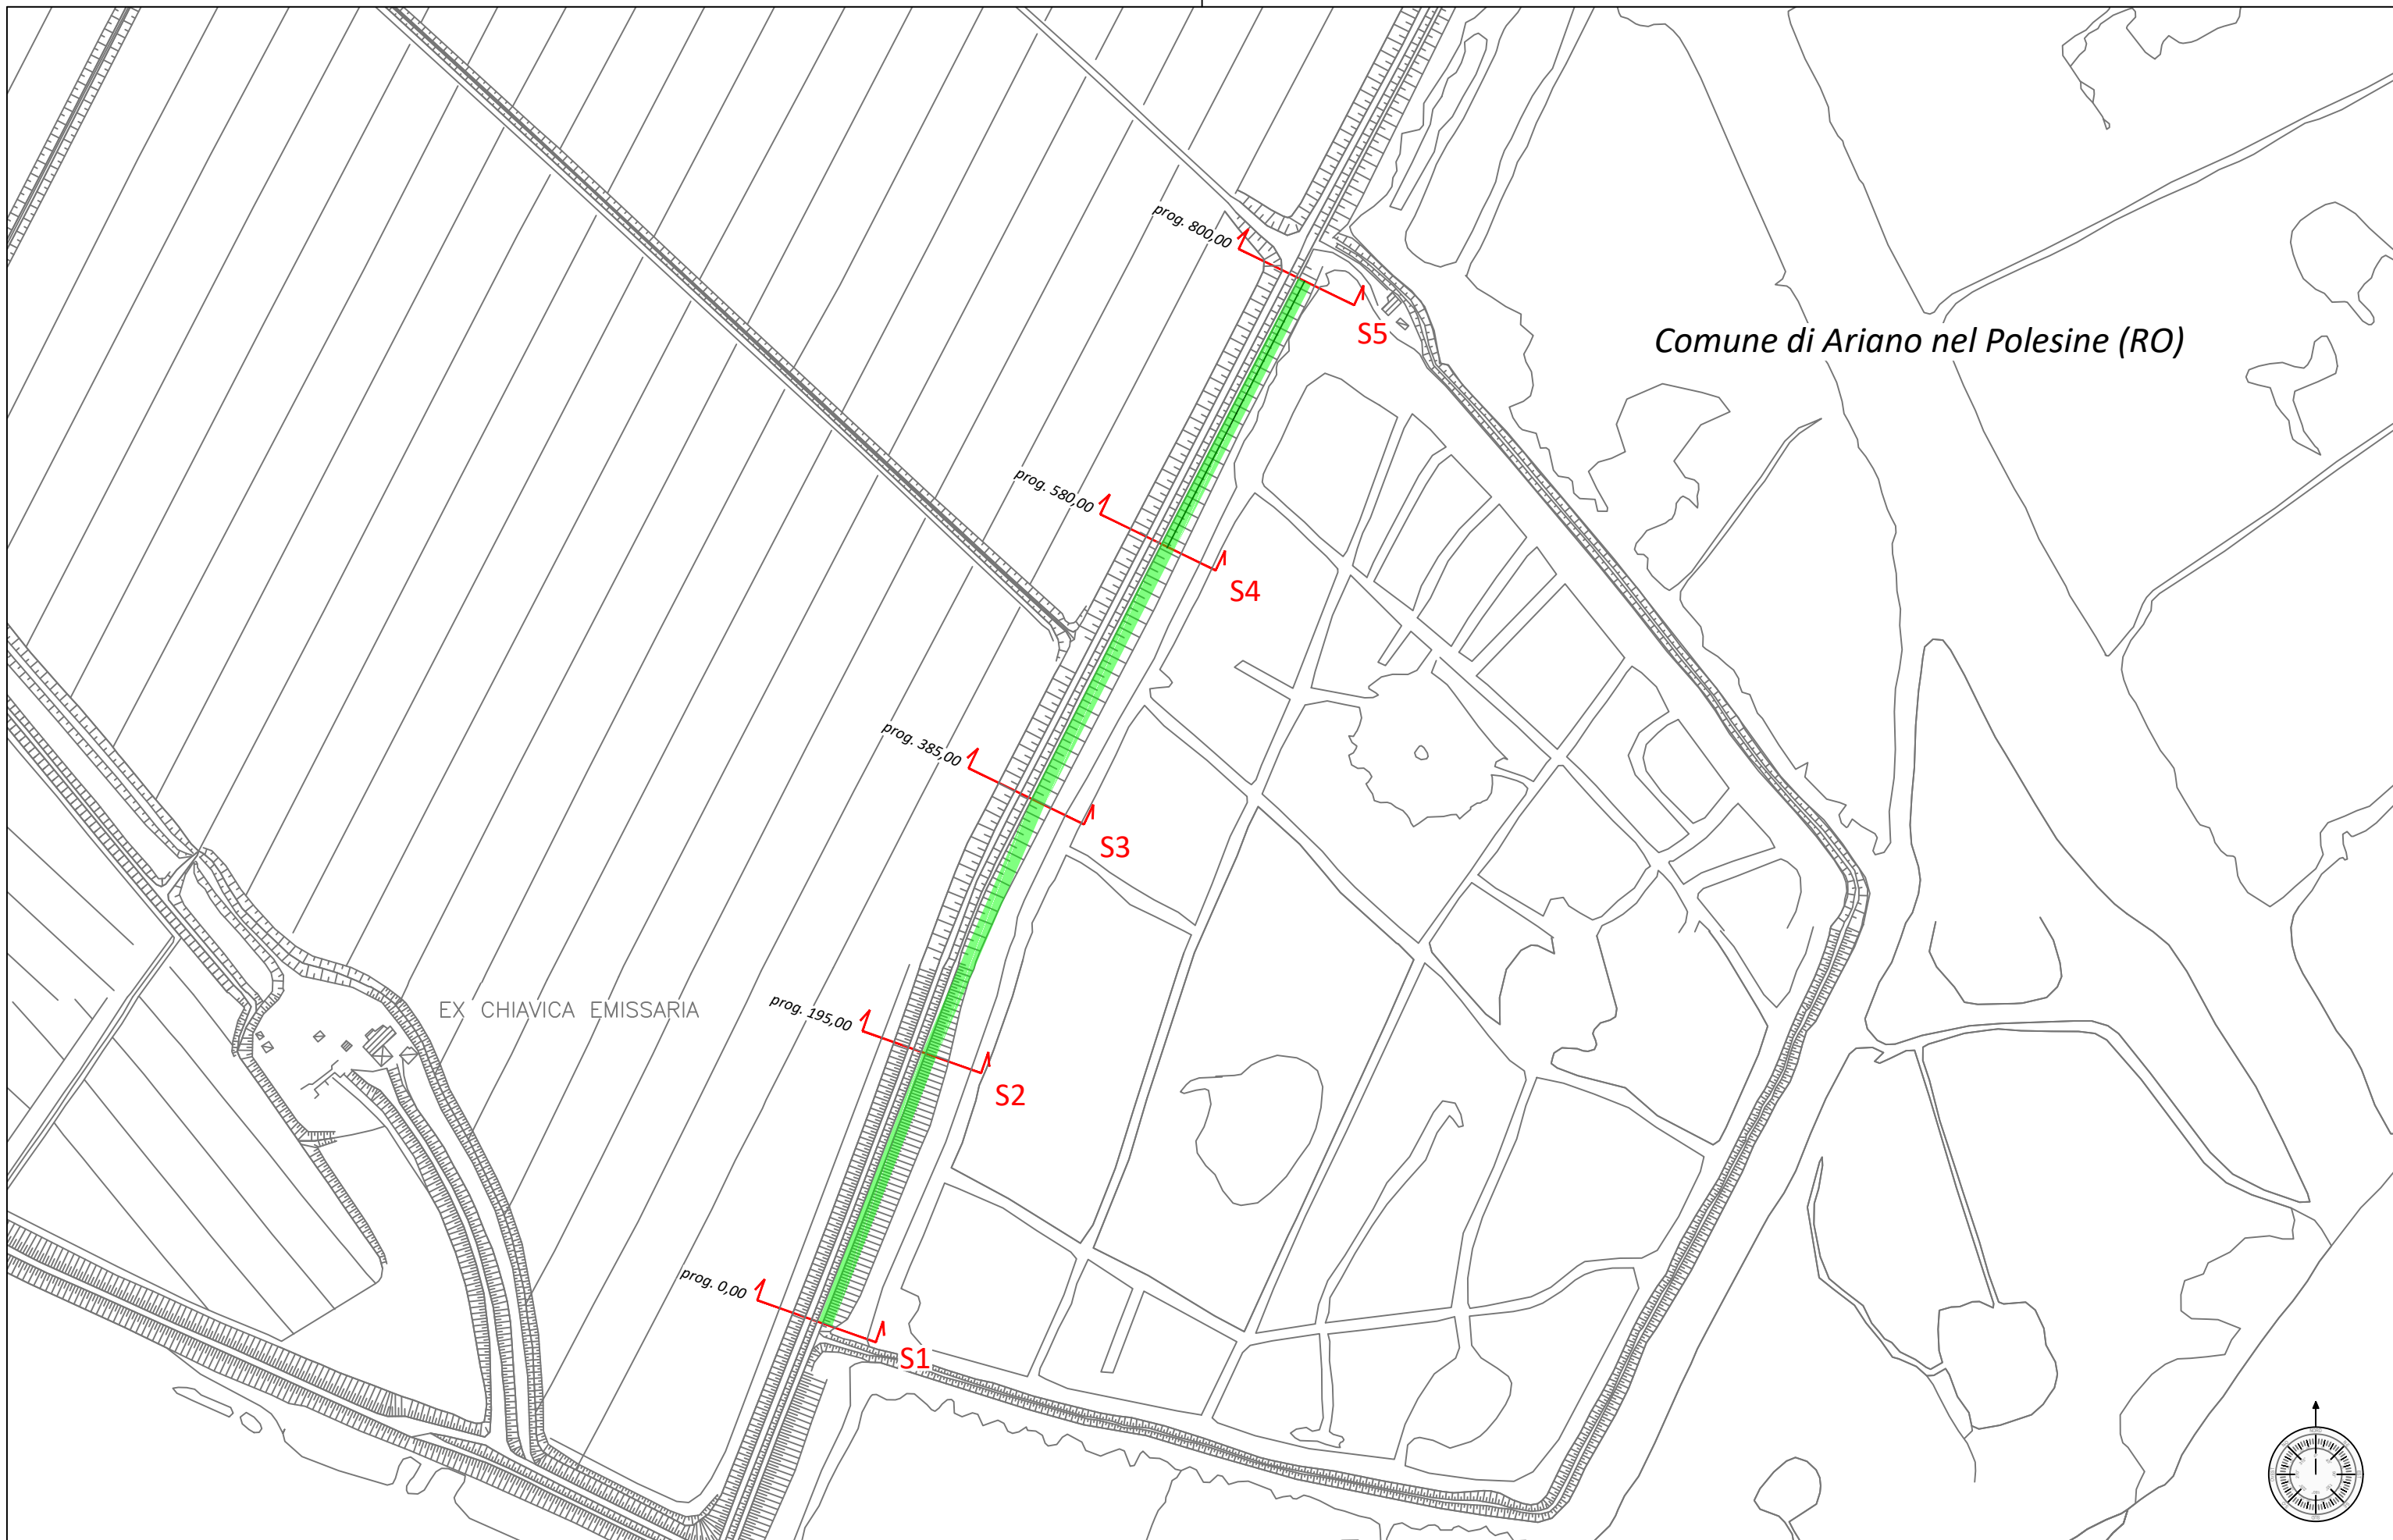 prog. 800,00
S5
Comune di Ariano nel Polesine (RO)
prog. 580,00
S4
prog. 385,00
S3
prog. 195,00
S2
EX CHIAVICA EMISSARIA
prog. 0,00
S1